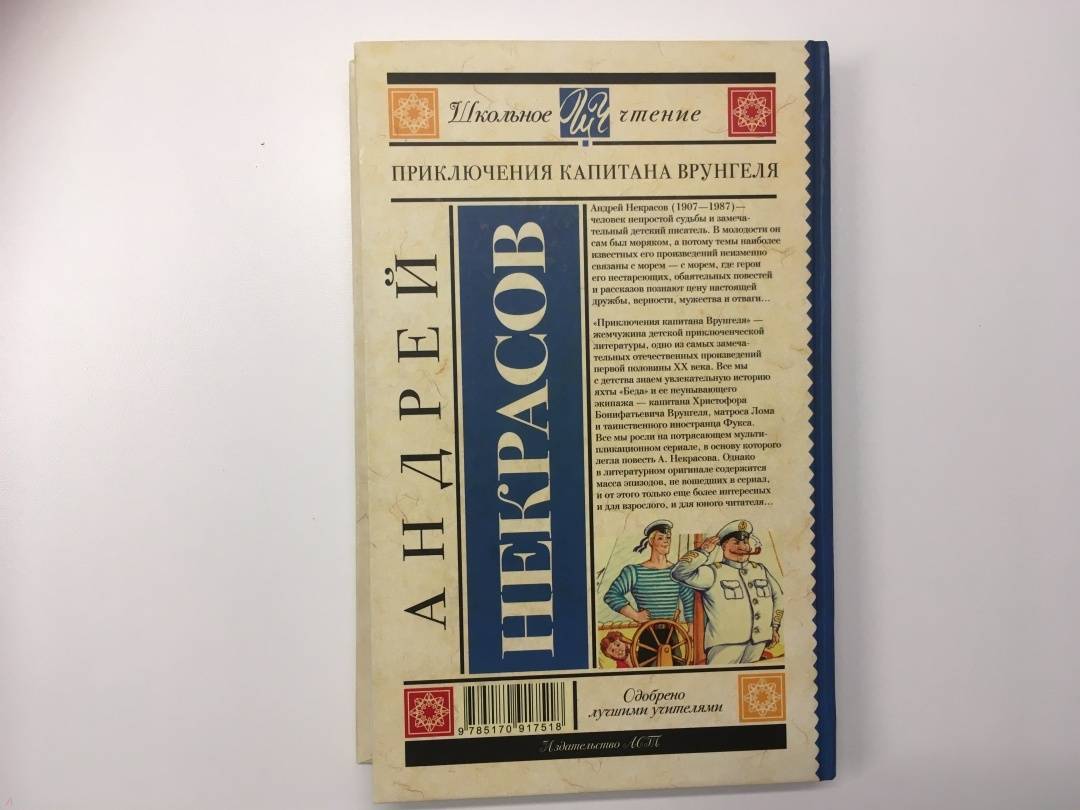 Школьное ШЧ чтение
ПРИКЛЮЧЕНИЯ КАПИТАНА ВРУНГЕЛЯ
АНДРЕЙ
НЕКРАСОВ
Андрей Некрасов (1907—1987)—
человек непростой судьбы и замеча-
тельный детский писатель. В молодости он
сам был моряком, а потому темы наиболее
известных его произведений неизменно
связаны с морем — с морем, где герои
его нестареющих, обаятельных повестей
и рассказов познают цену настоящей
дружбы, верности, мужества и отваги...
«Приключения капитана Врунгеля» —
жемчужина детской приключенческой
литературы, одно из самых замеча-
тельных отечественных произведений
первой половины XX века. Все мы
с детства знаем увлекательную историю
яхты «Беда» и ее неунывающего
экипажа — капитана Христофора
Бонифатьевича Врунгеля, матроса Лома
и таинственного иностранца Фукса.
Все мы росли на потрясающем мульти-
пликационном сериале, в основу которого
легла повесть А. Некрасова. Однако
в литературном оригинале содержится
масса эпизодов, не вошедших в сериал,
и от этого только еще более интересных
и для взрослого, и для юного читателя...
9 785170 917518
Одобрено
лучшими учителями
Издательство АСТ